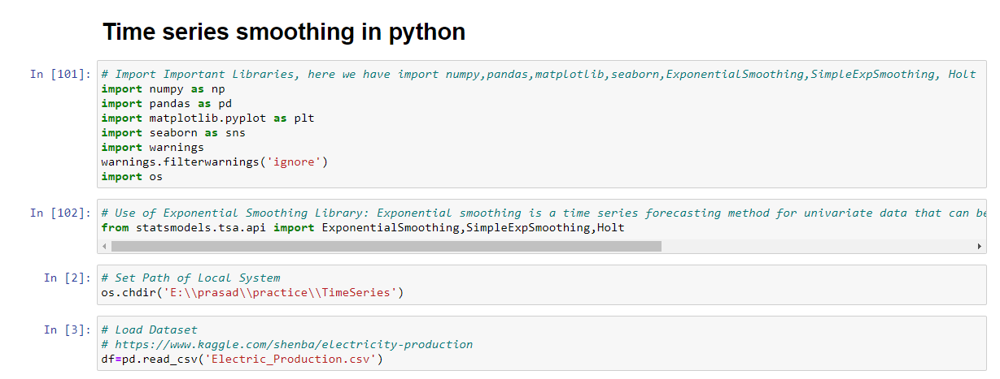 Time series smoothing in python
In [101]:
# Import Important Libraries, here we have import numpy,pandas,matplotlib,seaborn,ExponentialSmoothing,SimpleExpSmoothing, Holt
import numpy as np
import pandas as pd
import matplotlib.pyplot as plt
import seaborn as sns
import warnings
warnings.filterwarnings('ignore')
import os
In [102]:
# Use of Exponential Smoothing Library: Exponential smoothing is a time series forecasting method for univariate data that can be
from statsmodels.tsa.api import ExponentialSmoothing,SimpleExpSmoothing,Holt
In [2]:
# Set Path of Local System
os.chdir('E:\\prasad\\practice\\TimeSeries')
In [3]:
# Load Dataset
# https://www.kaggle.com/shenba/electricity-production
df=pd.read_csv('Electric_Production.csv')